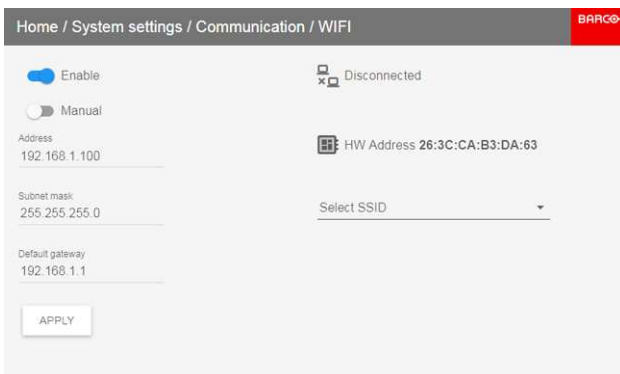 Home / System settings / Communication / WIFI
BARCO
Enable
Disconnected
Manual
Address
192.168.1.100
HW Address 26:3C:CA:B3:DA:63
Subnet mask
255.255.255.0
Select SSID
Default gateway
192.168.1.1
APPLY